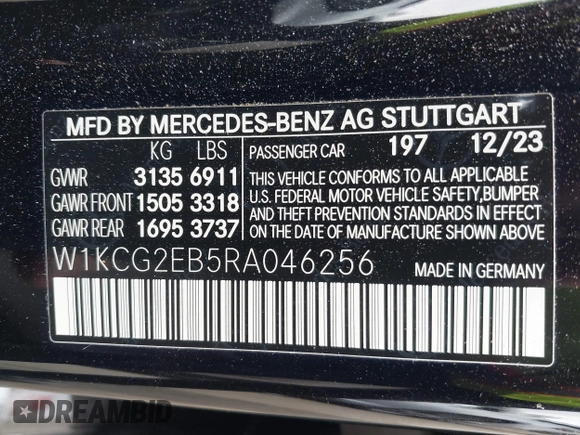 MFD BY MERCEDES-BENZ AG STUTTGART
KG LBS
GVWR 3135 6911
GAWR FRONT 1505 3318
GAWR REAR 1695 3737
PASSENGER CAR 197 12/23
THIS VEHICLE CONFORMS TO ALL APPLICABLE
U.S. FEDERAL MOTOR VEHICLE SAFETY, BUMPER
AND THEFT PREVENTION STANDARDS IN EFFECT
ON THE DATE OF MANUFACTURE SHOWN ABOVE.
W1KCG2EB5RA046256
MADE IN GERMANY
DREAMBID